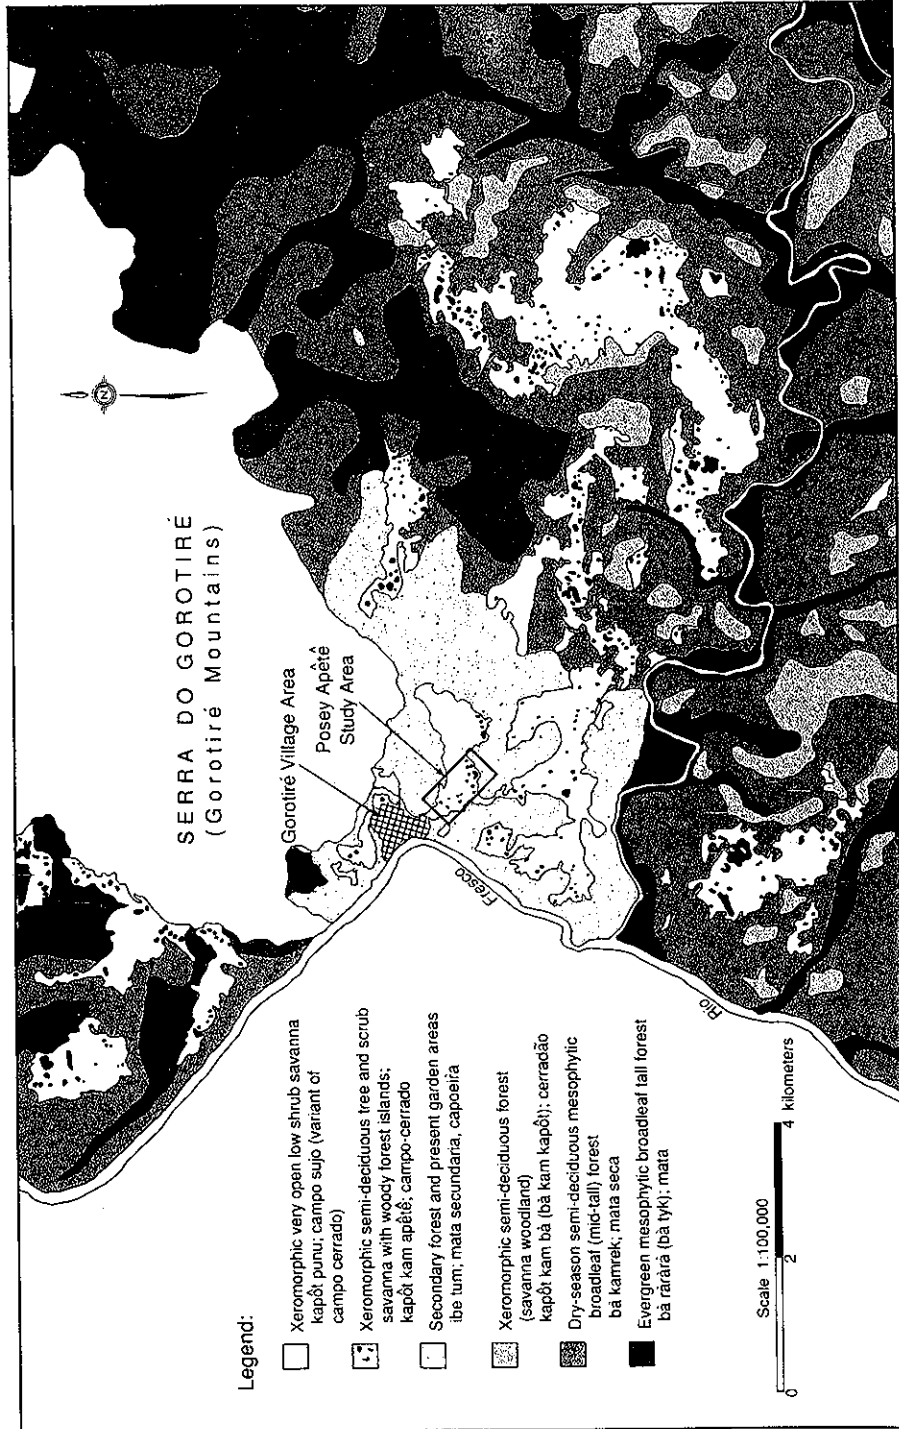 SERRA DO GOROTIRÉ
(Gorotiré Mountains)
N
Gorotiré Village Area
Posey Apêtê
Study Area
Rio
Fresco
Legend:
Xeromorphic very open low shrub savanna
kapôt punu; campo sujo (variant of
campo cerrado)
Xeromorphic semi-deciduous tree and scrub
savanna with woody forest islands;
kapôt kam apêtê; campo-cerrado
Secondary forest and present garden areas
ibe tum; mata secundaria, capoeira
Xeromorphic semi-deciduous forest
(savanna woodland)
kapôt kam bà (bà kam kapôt); cerradão
Dry-season semi-deciduous mesophytic
broadleaf (mid-tall) forest
bà kamrek; mata seca
Evergreen mesophytic broadleaf tall forest
bà ràràrà (bà tyk); mata
Scale 1:100,000
0
2
4 kilometers